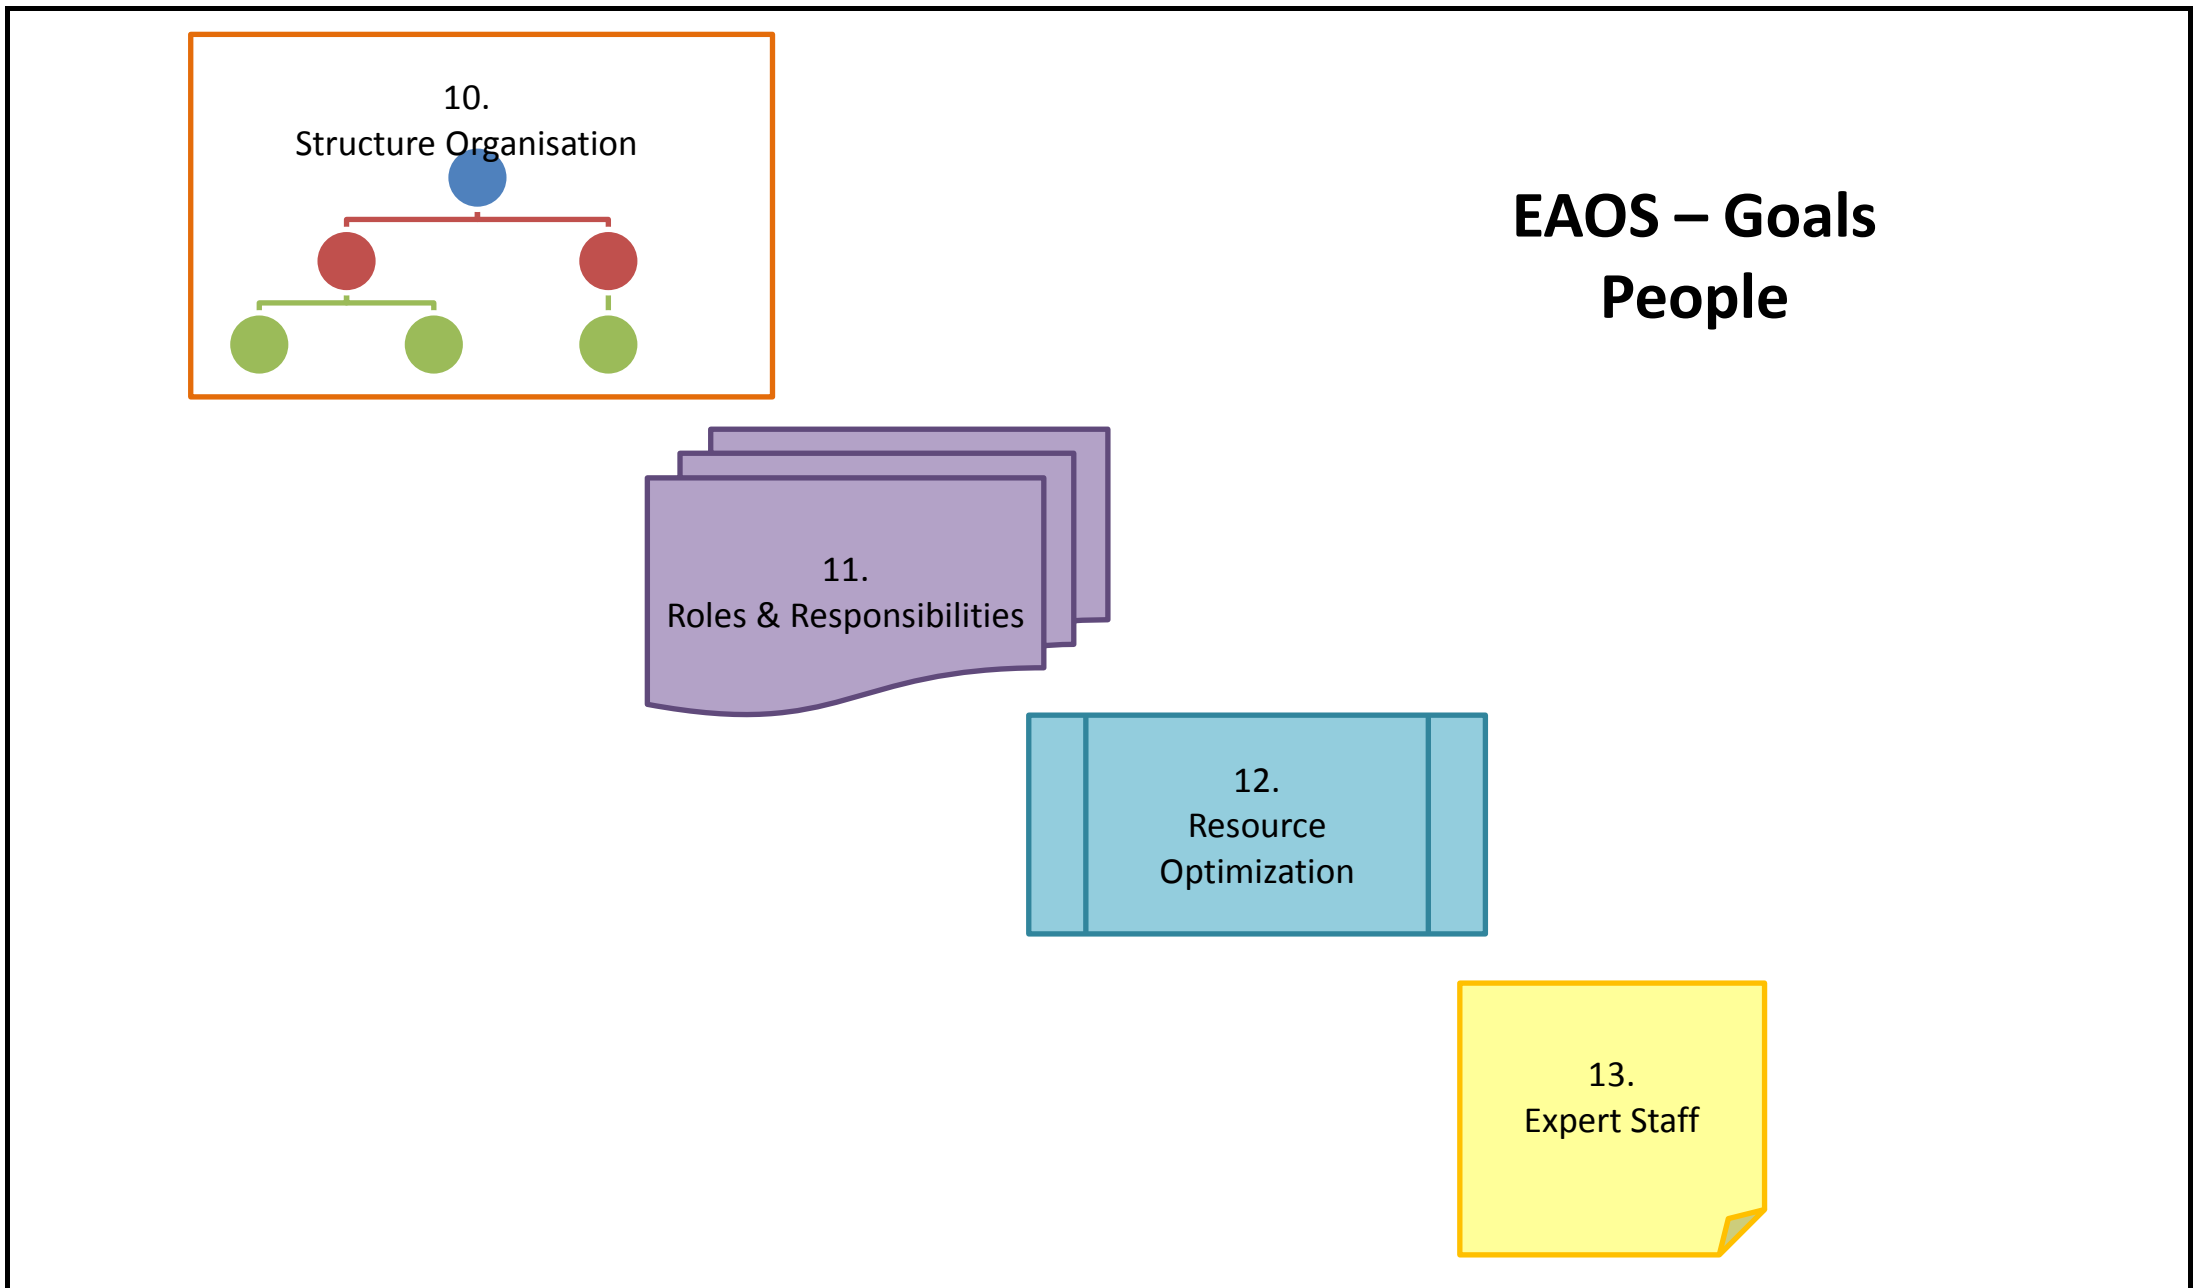 10.
Structure Organisation
EAOS – Goals
People
11.
Roles & Responsibilities
12.
Resource
Optimization
13.
Expert Staff